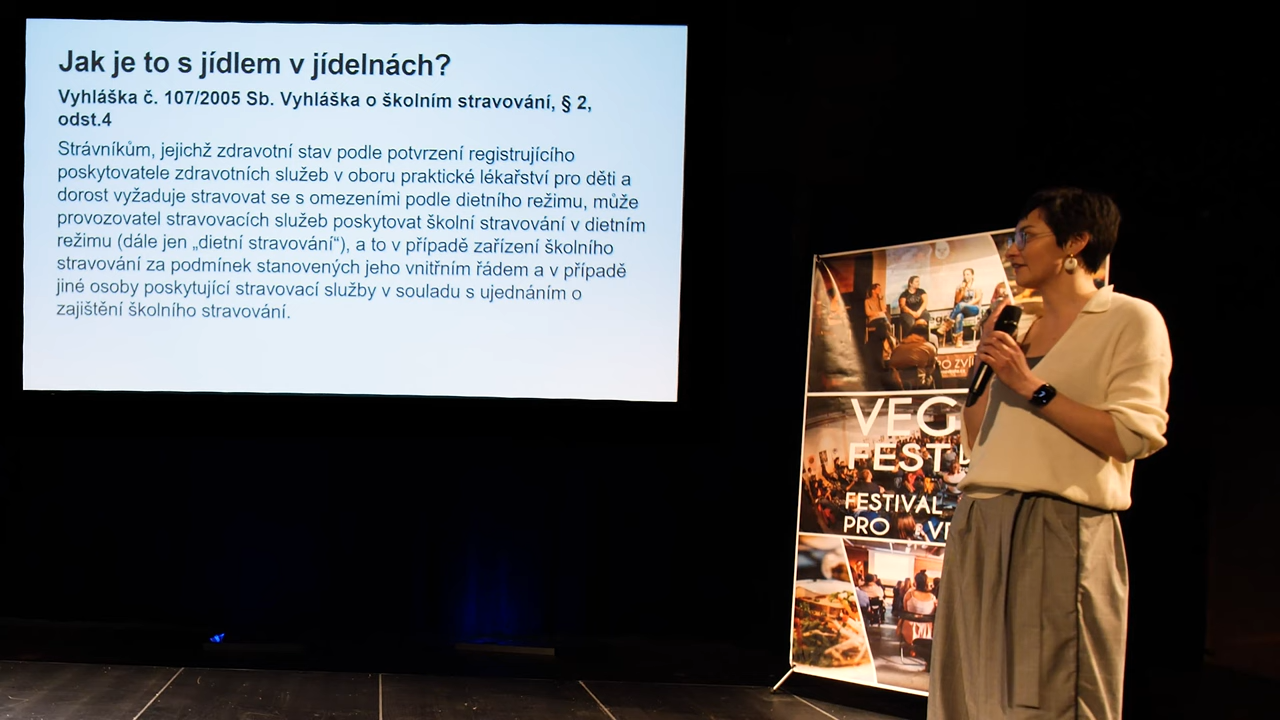 Jak je to s jídlem v jídelnách?
Vyhláška č. 107/2005 Sb. Vyhláška o školním stravování, § 2,
odst.4
Strávníkům, jejichž zdravotní stav podle potvrzení registrujícího
poskytovatele zdravotních služeb v oboru praktické lékařství pro děti a
dorost vyžaduje stravovat se s omezeními podle dietního režimu, může
provozovatel stravovacích služeb poskytovat školní stravování v dietním
režimu (dále jen „dietní stravování“), a to v případě zařízení školního
stravování za podmínek stanovených jeho vnitřním řádem a v případě
jiné osoby poskytující stravovací služby v souladu s ujednáním o
zajištění školního stravování.
VEG
FEST
FESTIVAL
PRO